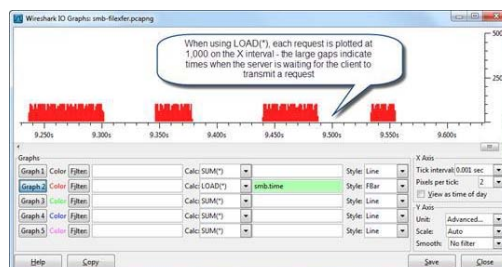 Wireshark IO Graphs: smb-filexfer.pcapng
When using LOAD(*), each request is plotted at
1,000 on the X interval - the large gaps indicate
times when the server is waiting for the client to
transmit a request
500
250
0
9.250s 9.300s 9.350s 9.400s 9.450s 9.500s 9.550s 9.600s
Graphs
Graph 1 Color Filter: Calc: SUM(*) Style: Line
Graph 2 Color Filter: Calc: LOAD(*) smb.time Style: FBar
Graph 3 Color Filter: Calc: SUM(*) Style: Line
Graph 4 Color Filter: Calc: SUM(*) Style: Line
Graph 5 Color Filter: Calc: SUM(*) Style: Line
X Axis
Tick interval: 0.001 sec
Pixels per tick: 2
View as time of day
Y Axis
Unit: Advanced...
Scale: Auto
Smooth: No filter
Help Copy Save Close